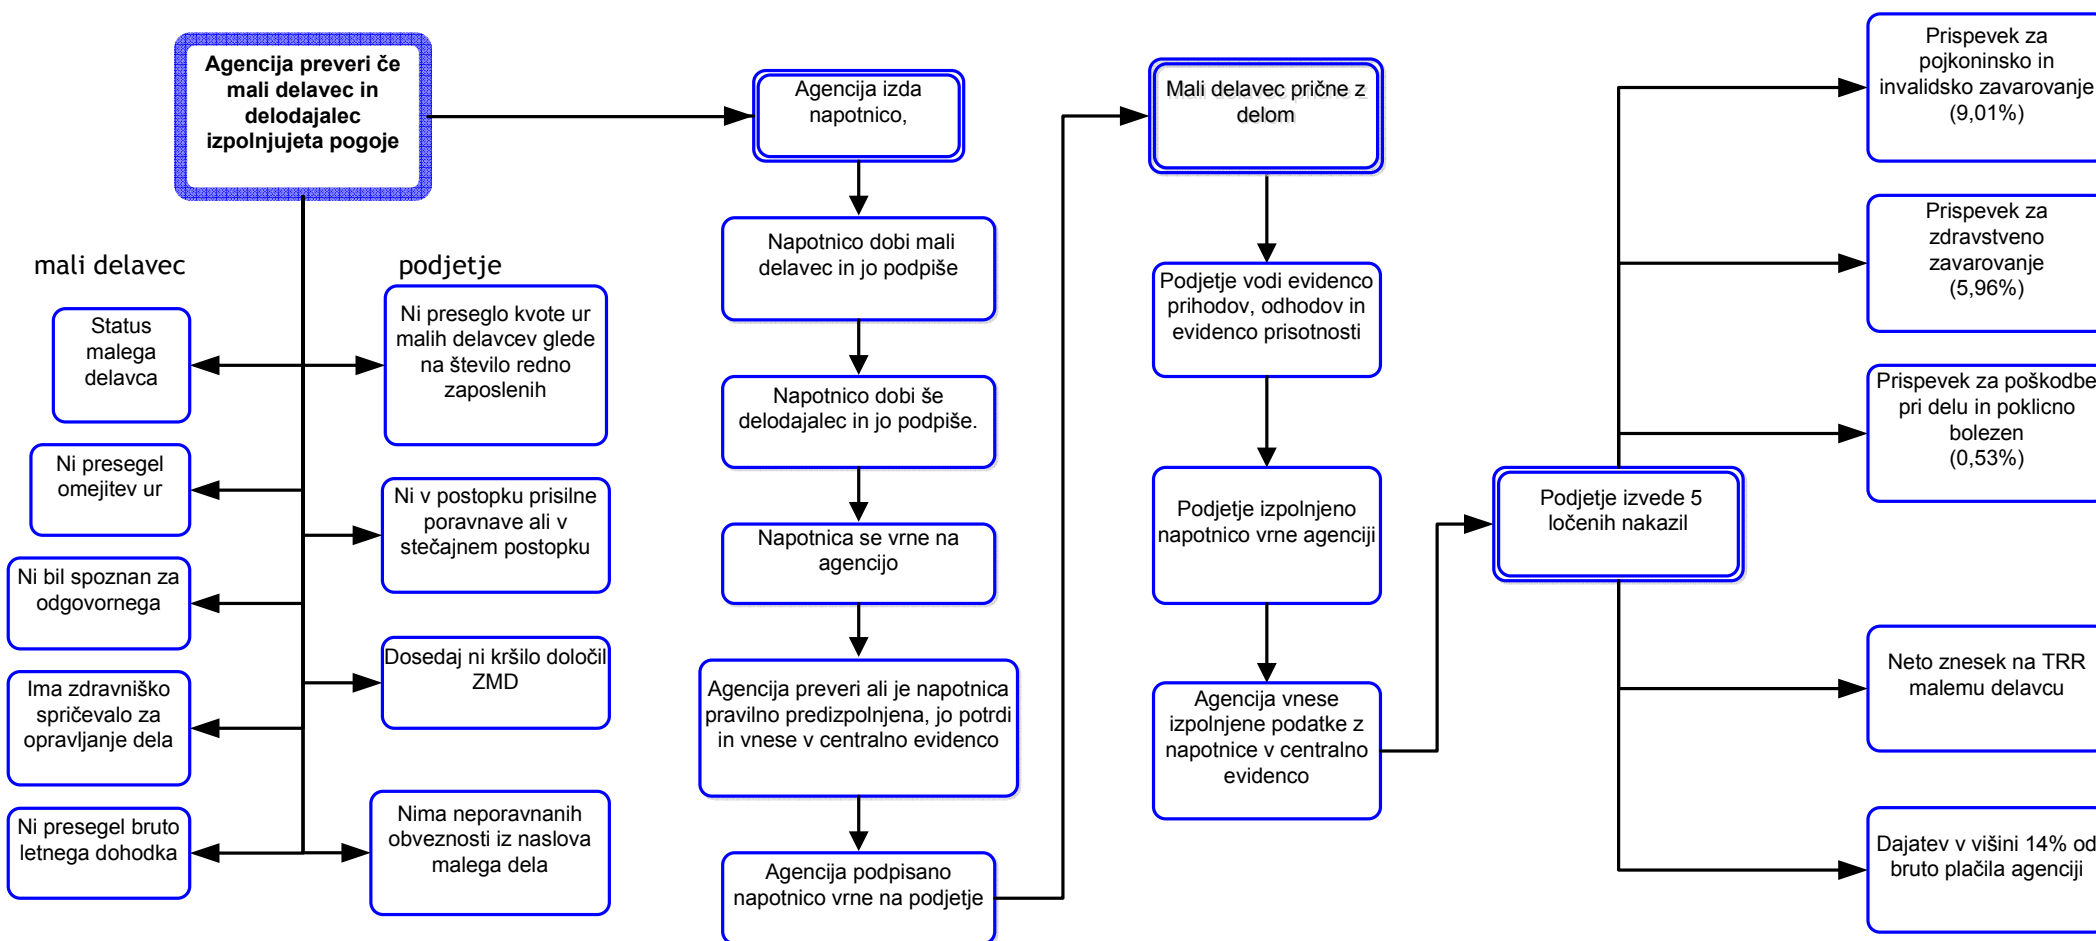 Agencija preveri če
mali delavec in
delodajalec
izpolnjujeta pogoje
mali delavec
Status
malega
delavca
Ni presegel
omejitev ur
Ni bil spoznan za
odgovornega
Ima zdravniško
spričevalo za
opravljanje dela
Ni presegel bruto
letnega dohodka
podjetje
Ni preseglo kvote ur
malih delavcev glede
na število redno
zaposlenih
Ni v postopku prisilne
poravnave ali v
stečajnem postopku
Dosedaj ni kršilo določil
ZMD
Nima neporavnanih
obveznosti iz naslova
malega dela
Agencija izda
napotnico,
Napotnico dobi mali
delavec in jo podpiše
Napotnico dobi še
delodajalec in jo podpiše.
Napotnica se vrne na
agencijo
Agencija preveri ali je napotnica
pravilno predizpolnjena, jo potrdi
in vnese v centralno evidenco
Agencija podpisano
napotnico vrne na podjetje
Mali delavec prične z
delom
Podjetje vodi evidenco
prihodov, odhodov in
evidenco prisotnosti
Podjetje izpolnjeno
napotnico vrne agenciji
Agencija vnese
izpolnjene podatke z
napotnice v centralno
evidenco
Podjetje izvede 5
ločenih nakazil
Prispevek za
pojkoninsko in
invalidsko zavarovanje
(9,01%)
Prispevek za
zdravstveno
zavarovanje
(5,96%)
Prispevek za poškodbe
pri delu in poklicno
bolezen
(0,53%)
Neto znesek na TRR
malemu delavcu
Dajatev v višini 14% od
bruto plačila agenciji